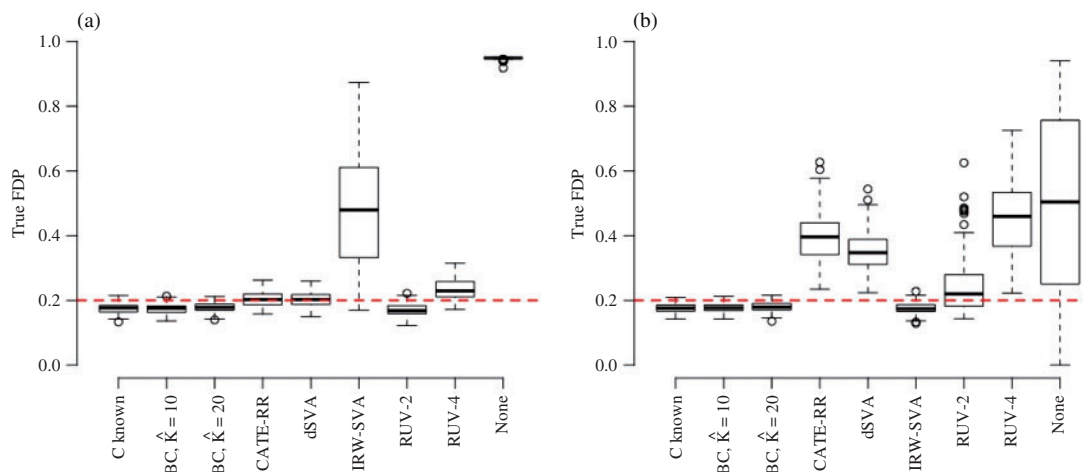 (a)
True FDP
1.0
0.8
0.6
0.4
0.2
0.0
C known
BC, K̂ = 10
BC, K̂ = 20
CATE-RR
dSVA
IRW-SVA
RUV-2
RUV-4
None
(b)
True FDP
1.0
0.8
0.6
0.4
0.2
0.0
C known
BC, K̂ = 10
BC, K̂ = 20
CATE-RR
dSVA
IRW-SVA
RUV-2
RUV-4
None